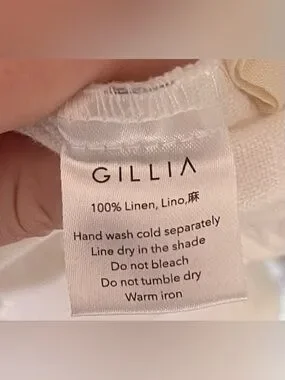 GILLIA
100% Linen, Lino,麻
Hand wash cold separately
Line dry in the shade
Do not bleach
Do not tumble dry
Warm iron